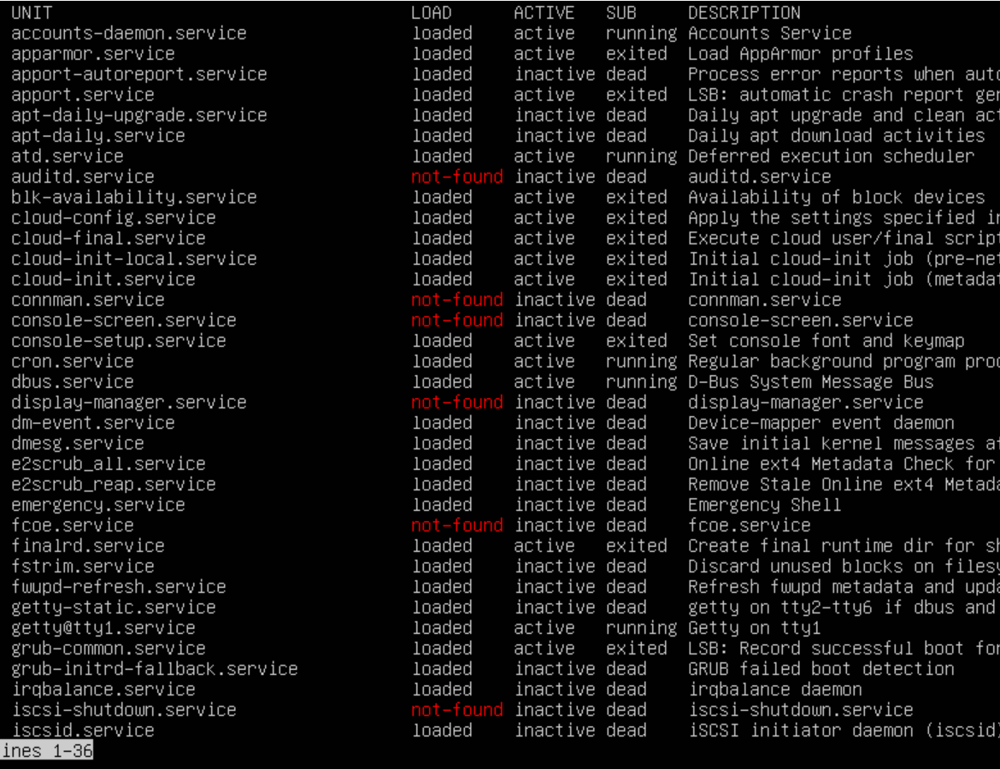 UNIT LOAD ACTIVE SUB DESCRIPTION
accounts-daemon.service loaded active running Accounts Service
apparmor.service loaded active exited Load AppArmor profiles
apport-autoreport.service loaded inactive dead Process error reports when auto
apport.service loaded active exited LSB: automatic crash report ger
apt-daily-upgrade.service loaded inactive dead Daily apt upgrade and clean act
apt-daily.service loaded inactive dead Daily apt download activities
atd.service loaded active running Deferred execution scheduler
auditd.service not-found inactive dead auditd.service
blk-availability.service loaded active exited Availability of block devices
cloud-config.service loaded active exited Apply the settings specified in
cloud-final.service loaded active exited Execute cloud user/final script
cloud-init-local.service loaded active exited Initial cloud-init job (pre-net
cloud-init.service loaded active exited Initial cloud-init job (metadat
connman.service not-found inactive dead connman.service
console-screen.service not-found inactive dead console-screen.service
console-setup.service loaded active exited Set console font and keymap
cron.service loaded active running Regular background program proc
dbus.service loaded active running D-Bus System Message Bus
display-manager.service not-found inactive dead display-manager.service
dm-event.service loaded inactive dead Device-mapper event daemon
dmesg.service loaded inactive dead Save initial kernel messages af
e2scrub_all.service loaded inactive dead Online ext4 Metadata Check for
e2scrub_reap.service loaded inactive dead Remove Stale Online ext4 Metada
emergency.service loaded inactive dead Emergency Shell
fcoe.service not-found inactive dead fcoe.service
finalrd.service loaded active exited Create final runtime dir for sh
fstrim.service loaded inactive dead Discard unused blocks on filesy
fwupd-refresh.service loaded inactive dead Refresh fwupd metadata and upda
getty-static.service loaded inactive dead getty on tty2-tty6 if dbus and
getty@tty1.service loaded active running Getty on tty1
grub-common.service loaded active exited LSB: Record successful boot for
grub-initrd-fallback.service loaded inactive dead GRUB failed boot detection
irqbalance.service loaded inactive dead irqbalance daemon
iscsi-shutdown.service not-found inactive dead iscsi-shutdown.service
iscsid.service loaded inactive dead iSCSI initiator daemon (iscsid)
ines 1-36